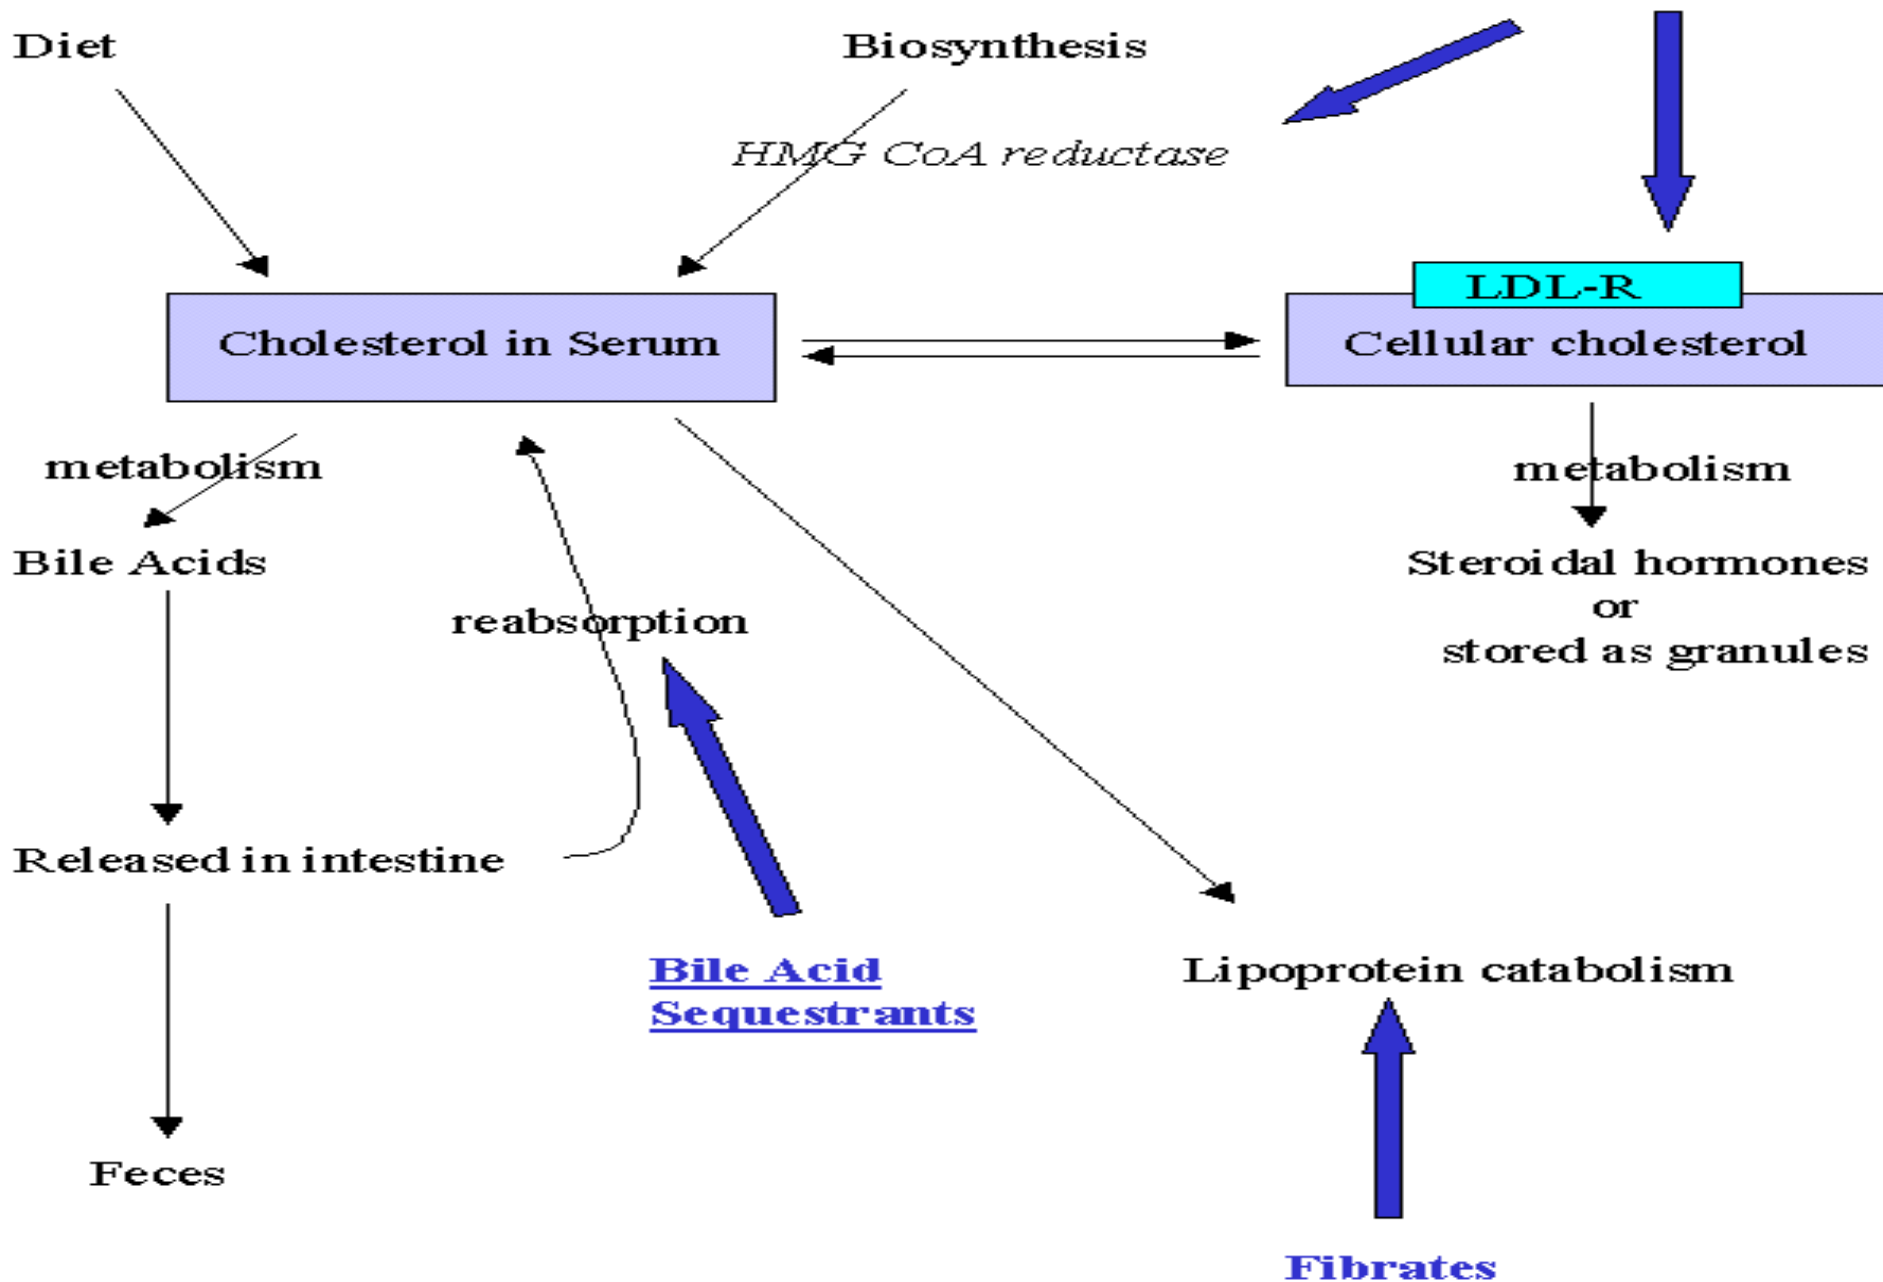 Diet
Biosynthesis
HMG CoA reductase
LDL-R
Cholesterol in Serum
Cellular cholesterol
metabolism
metabolism
Bile Acids
Steroidal hormones
or
stored as granules
reabsorption
Released in intestine
Bile Acid
Sequestrants
Lipoprotein catabolism
Feces
Fibrates